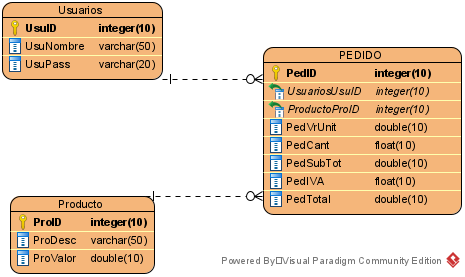 Usuarios
UsuID integer(10)
UsuNombre varchar(50)
UsuPass varchar(20)
PEDIDO
PedID integer(10)
UsuariosUsuID integer(10)
ProductoProID integer(10)
PedVrUnit double(10)
PedCant float(10)
PedSubTot double(10)
PedIVA float(10)
PedTotal double(10)
Producto
ProID integer(10)
ProDesc varchar(50)
ProValor double(10)
Powered By□Visual Paradigm Community Edition